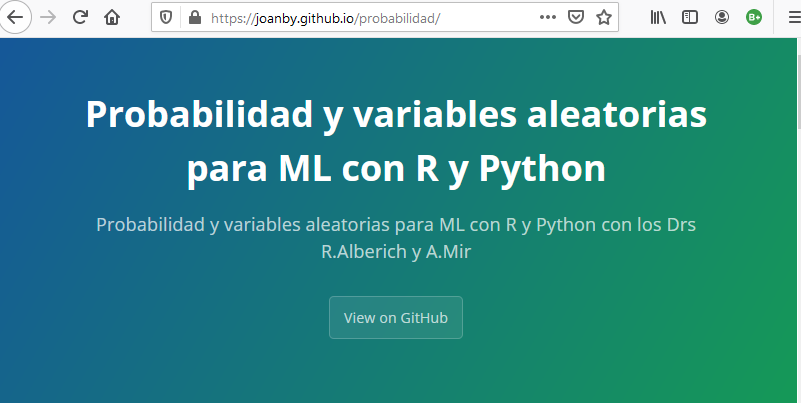 https://joanby.github.io/probabilidad/
B+
Probabilidad y variables aleatorias
para ML con R y Python
Probabilidad y variables aleatorias para ML con R y Python con los Drs
R.Alberich y A.Mir
View on GitHub